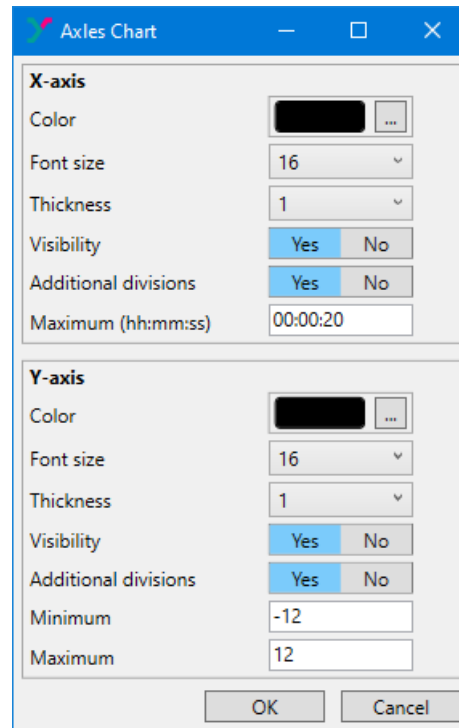 Axles Chart
X-axis
Color ...
Font size 16
Thickness 1
Visibility Yes No
Additional divisions Yes No
Maximum (hh:mm:ss) 00:00:20
Y-axis
Color ...
Font size 16
Thickness 1
Visibility Yes No
Additional divisions Yes No
Minimum -12
Maximum 12
OK Cancel